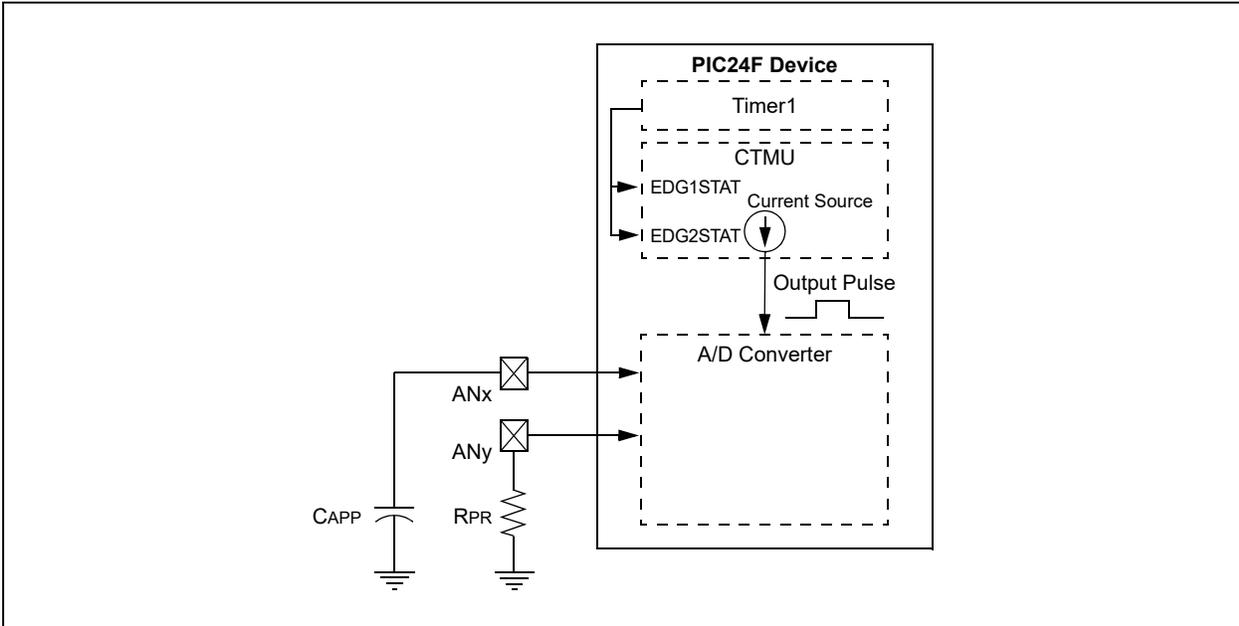 PIC24F Device
Timer1
CTMU
EDG1STAT
Current Source
EDG2STAT
Output Pulse
A/D Converter
ANx
ANy
CAPP
RPR